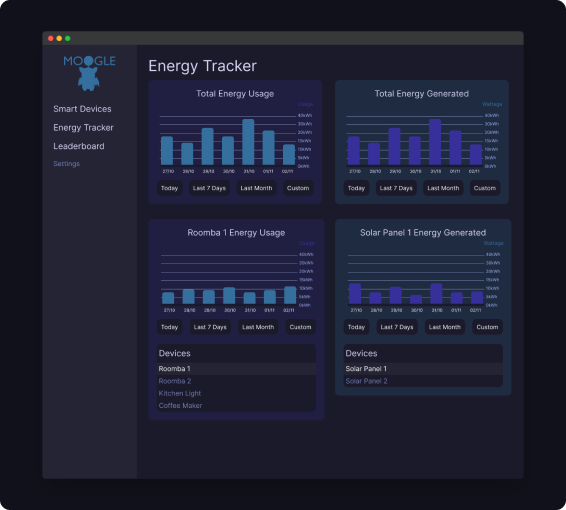 MOOGLE
Smart Devices
Energy Tracker
Leaderboard
Settings
Energy Tracker
Total Energy Usage
Usage
40kWh
30kWh
20kWh
15kWh
10kWh
5kWh
0kWh
27/10 28/10 29/10 30/10 31/10 01/11 02/11
Today Last 7 Days Last Month Custom
Total Energy Generated
Wattage
40kWh
30kWh
20kWh
15kWh
10kWh
5kWh
0kWh
27/10 28/10 29/10 30/10 31/10 01/11 02/11
Today Last 7 Days Last Month Custom
Roomba 1 Energy Usage
Usage
40kWh
30kWh
20kWh
15kWh
10kWh
5kWh
0kWh
27/10 28/10 29/10 30/10 31/10 01/11 02/11
Today Last 7 Days Last Month Custom
Devices
Roomba 1
Roomba 2
Kitchen Light
Coffee Maker
Solar Panel 1 Energy Generated
Wattage
40kWh
30kWh
20kWh
15kWh
10kWh
5kWh
0kWh
27/10 28/10 29/10 30/10 31/10 01/11 02/11
Today Last 7 Days Last Month Custom
Devices
Solar Panel 1
Solar Panel 2